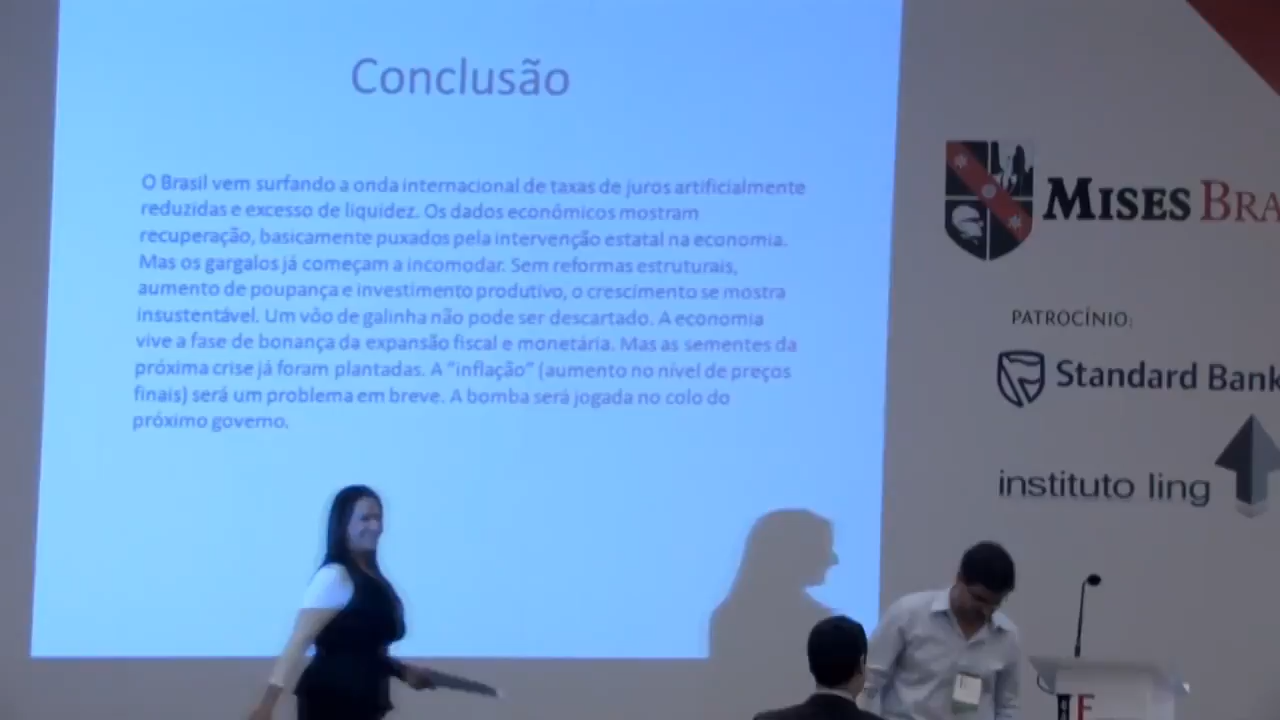 Conclusão
O Brasil vem surfando a onda internacional de taxas de juros artificialmente
reduzidas e excesso de liquidez. Os dados econômicos mostram
recuperação, basicamente puxados pela intervenção estatal na economia.
Mas os gargalos já começam a incomodar. Sem reformas estruturais,
aumento de poupança e investimento produtivo, o crescimento se mostra
insustentável. Um vôo de galinha não pode ser descartado. A economia
vive a fase de bonança da expansão fiscal e monetária. Mas as sementes da
próxima crise já foram plantadas. A "inflação" (aumento no nível de preços
finais) será um problema em breve. A bomba será jogada no colo do
próximo governo.
MISES BRA
PATROCÍNIO:
Standard Bank
instituto ling